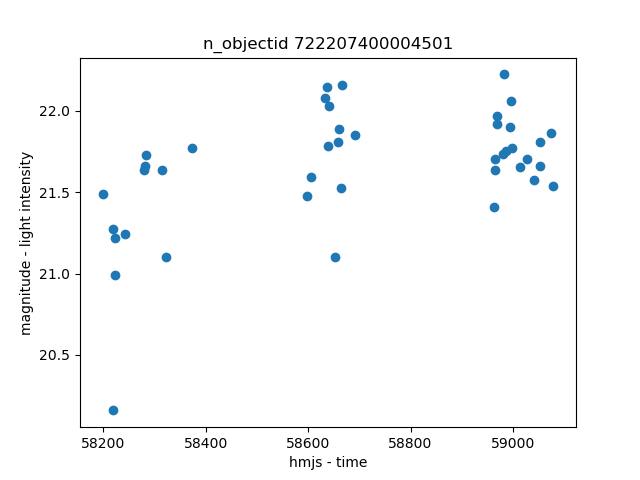 n_objectid 722207400004501
magnitude - light intensity
22.0
21.5
21.0
20.5
58200 58400 58600 58800 59000
hmjs - time